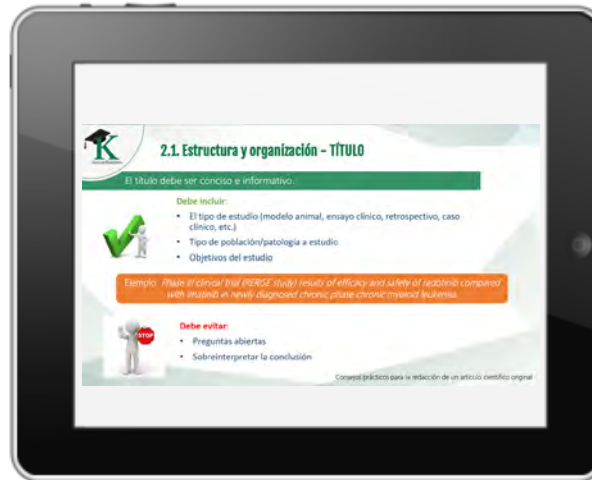 K
2.1. Estructura y organización – TÍTULO
El título debe ser conciso e informativo.
Debe incluir:
• El tipo de estudio (modelo animal, ensayo clínico, retrospectivo, caso
clínico, etc.)
• Tipo de población/patología a estudio
• Objetivos del estudio
Ejemplo: Phase III clinical trial (RERISE study) results of efficacy and safety of radotinib compared
with imatinib in newly diagnosed chronic phase chronic myeloid leukemia.
STOP
Debe evitar:
• Preguntas abiertas
• Sobreinterpretar la conclusión
Consejos prácticos para la redacción de un artículo científico original